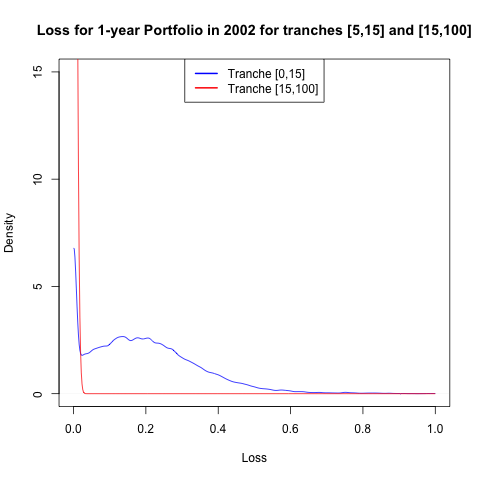 Loss for 1-year Portfolio in 2002 for tranches [5,15] and [15,100]
Tranche [0,15]
Tranche [15,100]
15
10
5
0
Density
0.0 0.2 0.4 0.6 0.8 1.0
Loss